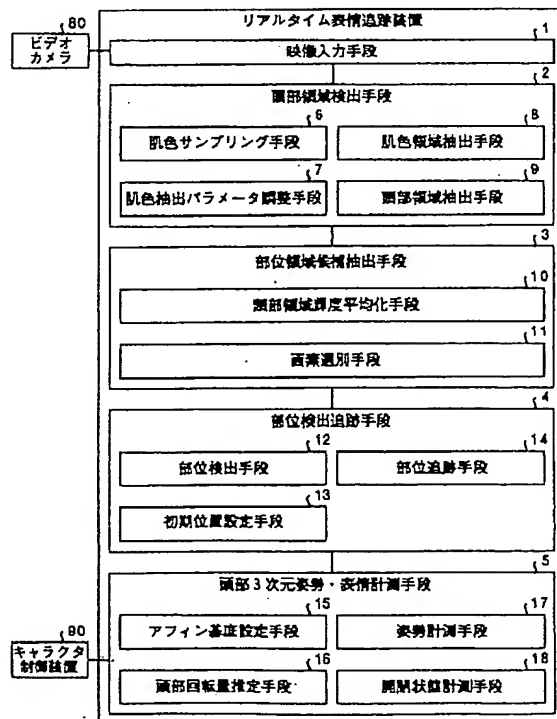 80
リアルタイム表情追跡装置
1
ビデオ
カメラ
映像入力手段
2
頭部領域検出手段
6
8
肌色サンプリング手段
肌色領域抽出手段
7
9
肌色抽出パラメータ調整手段
頭部領域抽出手段
3
部位領域候補抽出手段
10
頭部領域輝度平均化手段
11
画素選別手段
4
部位検出追跡手段
12
14
部位検出手段
部位追跡手段
13
初期位置設定手段
5
頭部3次元姿勢・表情計測手段
15
17
90
アフィン基底設定手段
姿勢計測手段
キャラクタ
制御装置
16
18
頭部回転量推定手段
開閉状態計測手段